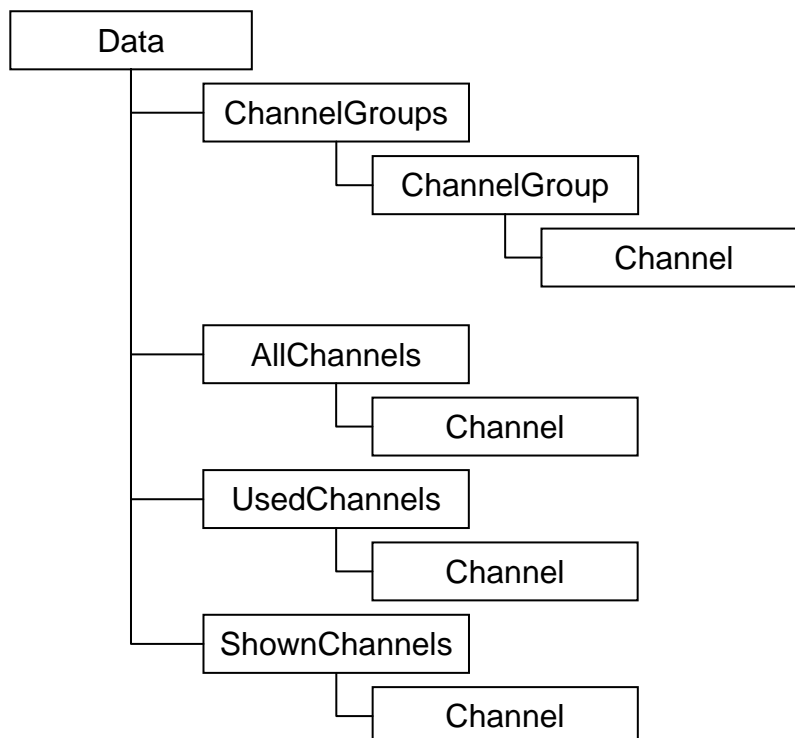 Data
ChannelGroups
ChannelGroup
Channel
AllChannels
Channel
UsedChannels
Channel
ShownChannels
Channel